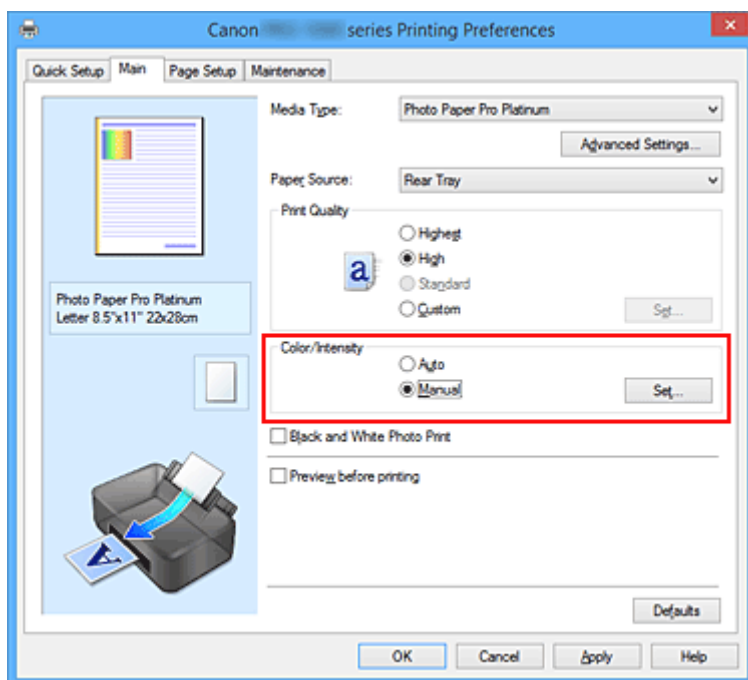 Canon series Printing Preferences
Quick Setup Main Page Setup Maintenance
Media Type: Photo Paper Pro Platinum
Advanced Settings...
Paper Source: Rear Tray
Print Quality
Highest
a
High
Standard
Photo Paper Pro Platinum
Letter 8.5"x11" 22x28cm
Custom Set...
Color/Intensity
Auto
Manual Set...
Black and White Photo Print
Preview before printing
A
Defaults
OK Cancel Apply Help